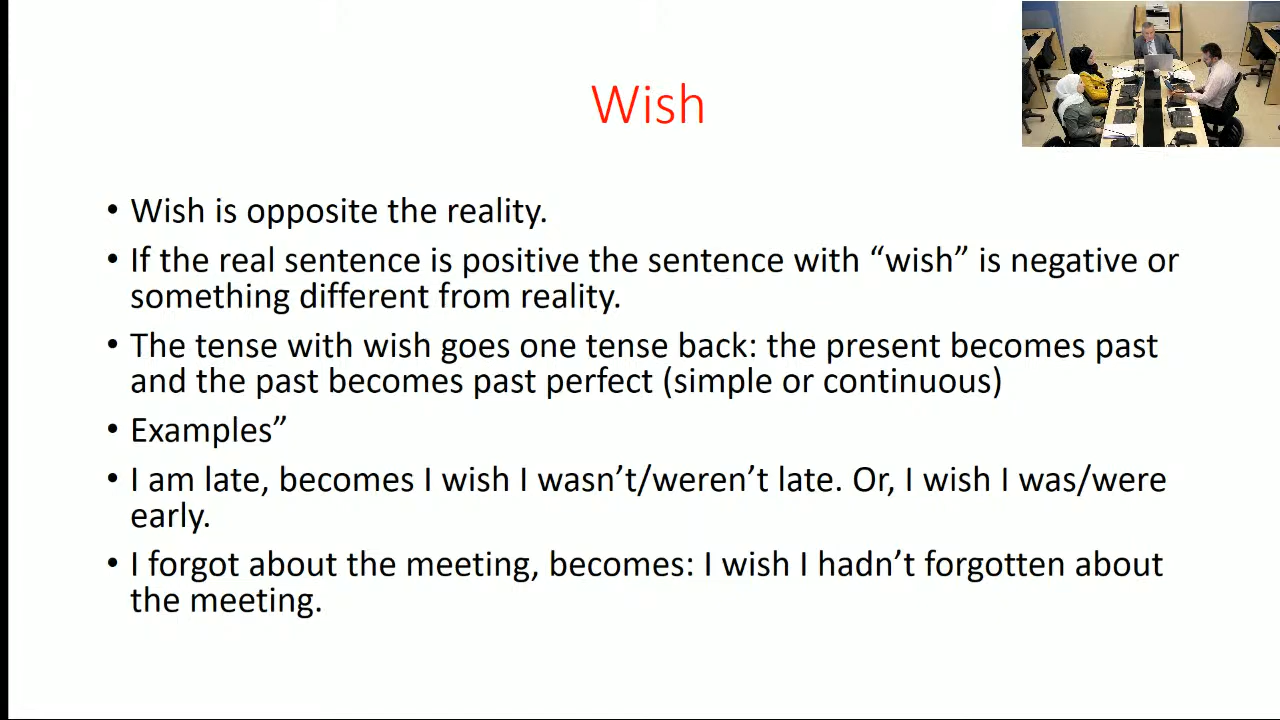 Wish
• Wish is opposite the reality.
• If the real sentence is positive the sentence with “wish” is negative or
something different from reality.
• The tense with wish goes one tense back: the present becomes past
and the past becomes past perfect (simple or continuous)
• Examples”
• I am late, becomes I wish I wasn’t/weren’t late. Or, I wish I was/were
early.
• I forgot about the meeting, becomes: I wish I hadn’t forgotten about
the meeting.